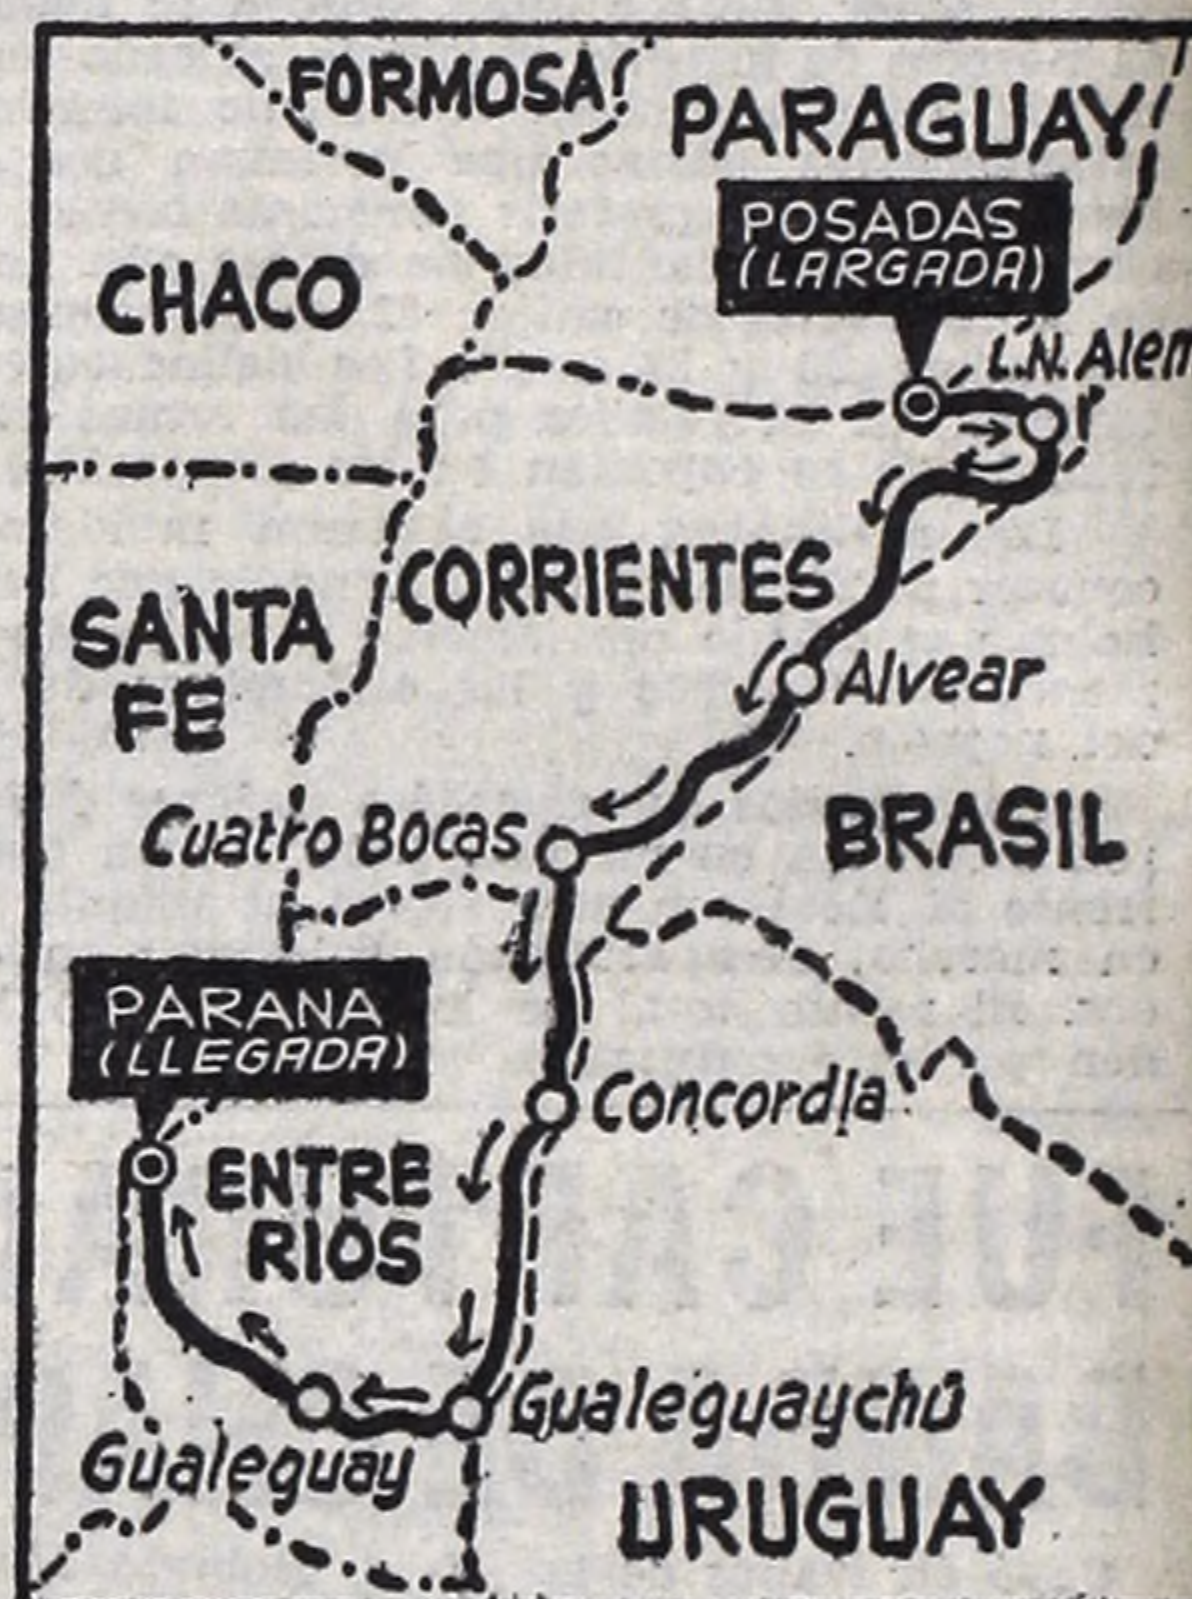 FORMOSA
PARAGUAY
POSADAS
(LARGADA)
CHACO
L.N. Alem
CORRIENTES
SANTA
FE
Alvear
Cuatro Bocas
BRASIL
PARANA
(LLEGADA)
Concordia
ENTRE
RIOS
Gualeguaychú
Gualeguay
URUGUAY